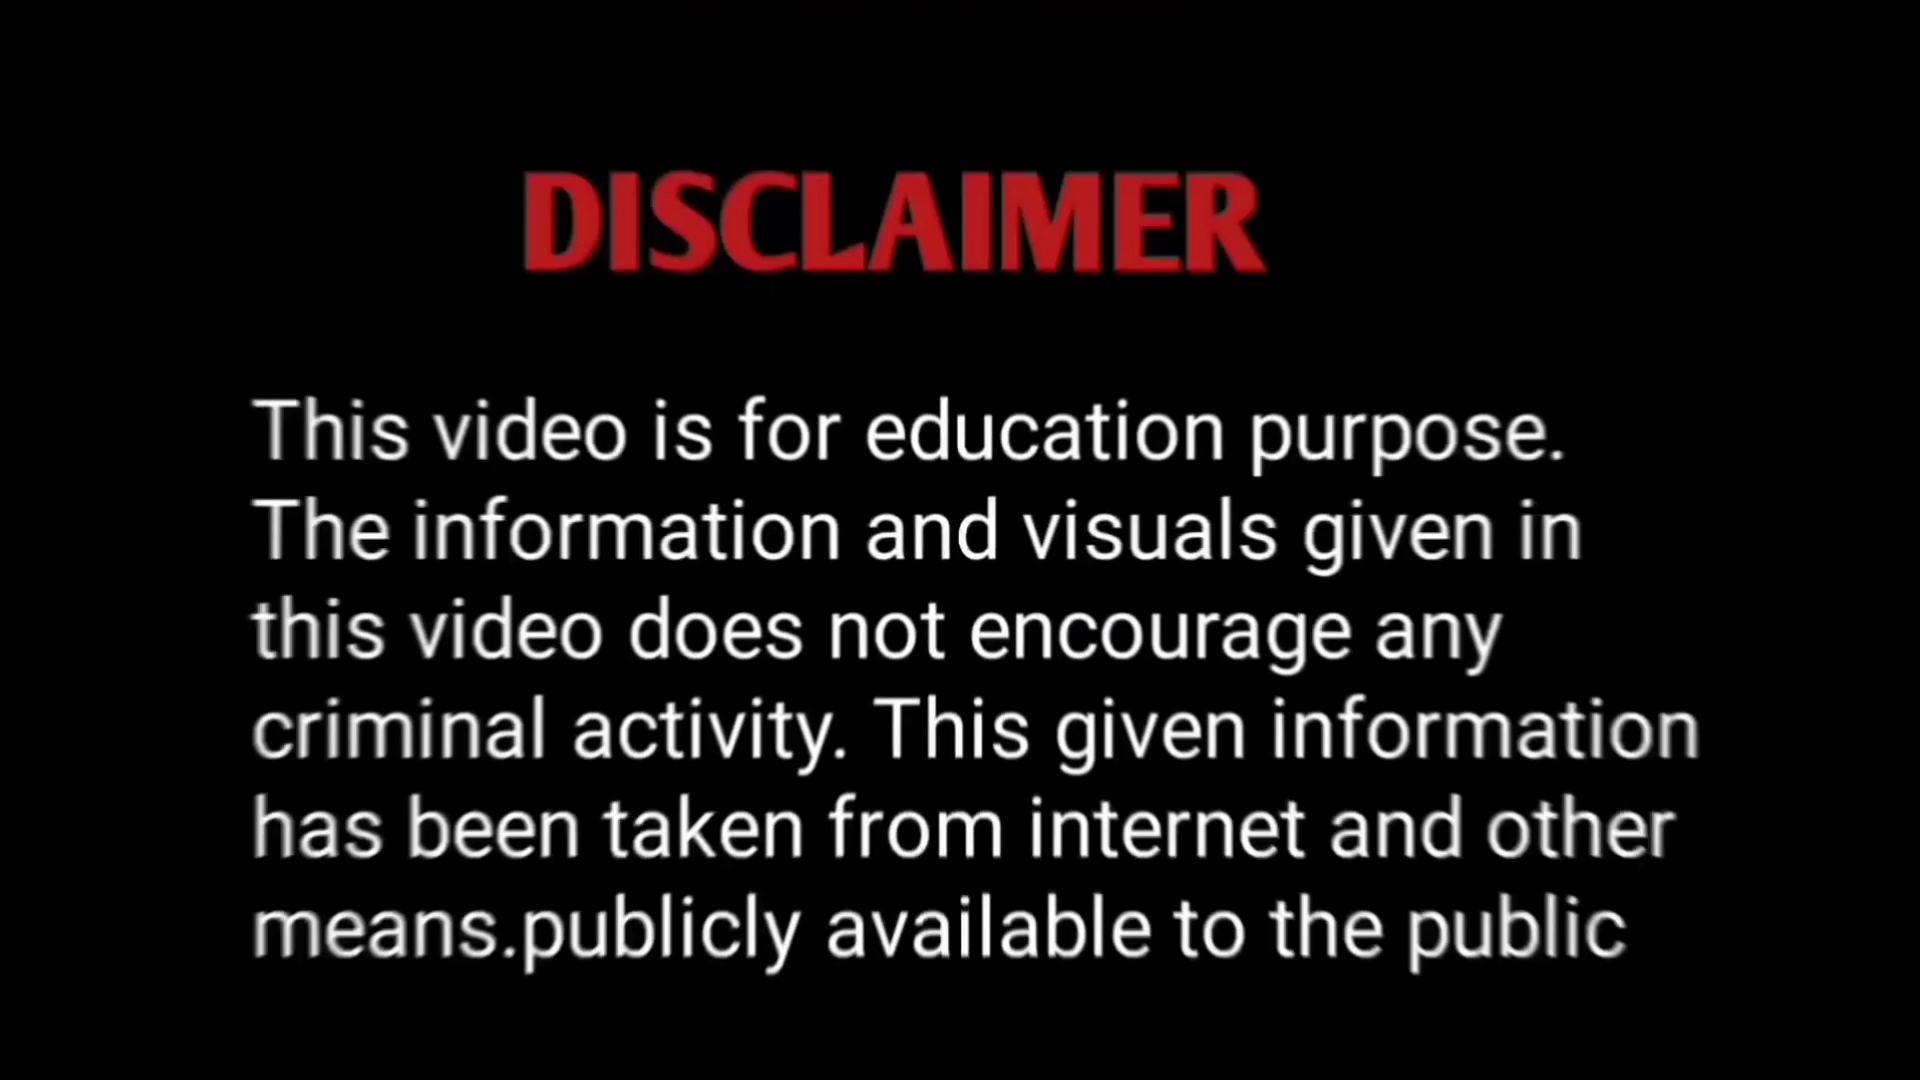 DISCLAIMER
This video is for education purpose.
The information and visuals given in
this video does not encourage any
criminal activity. This given information
has been taken from internet and other
means.publicly available to the public